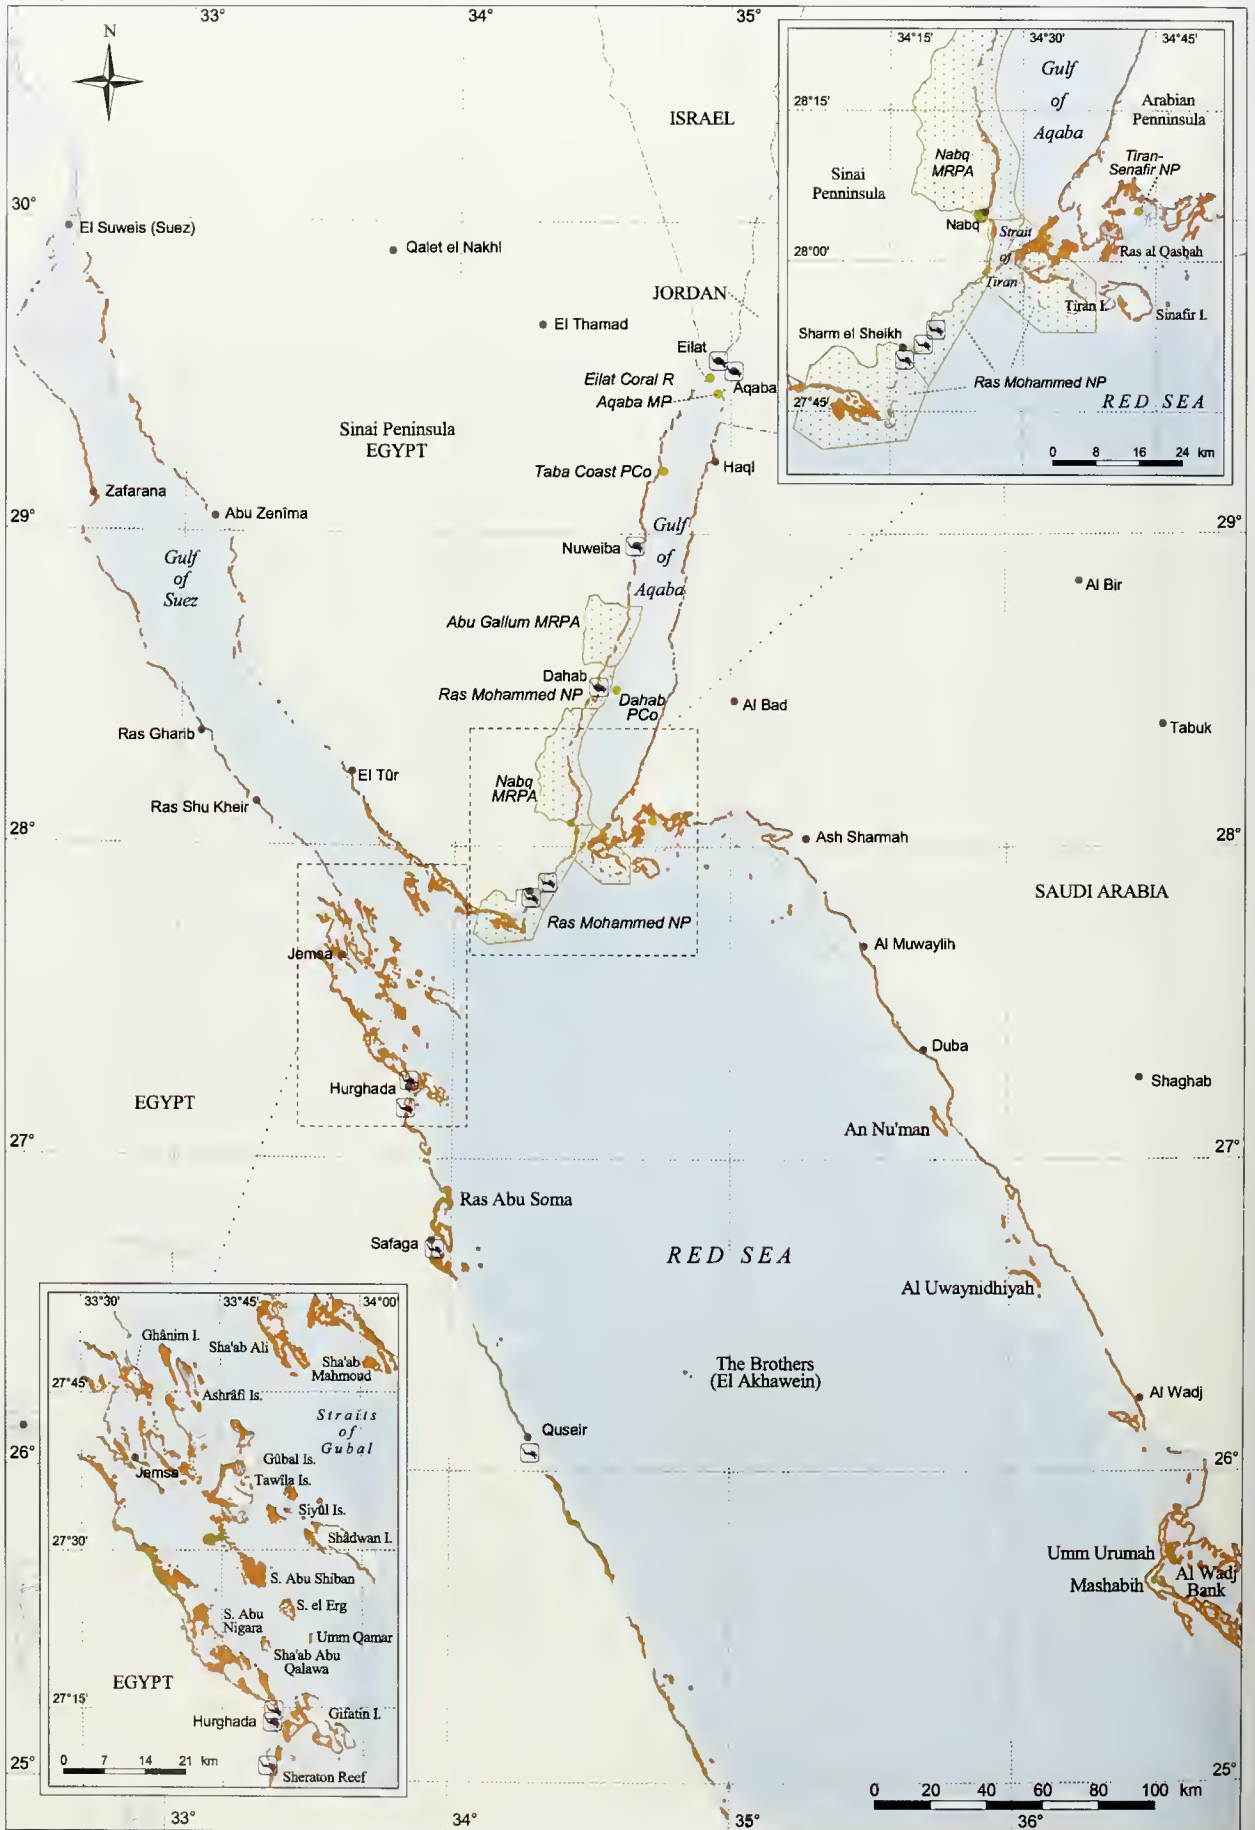 33°
34°
35°
N
ISRAEL
30°
El Suweis (Suez)
Qalet el Nakhl
JORDAN
El Thamad
Eilat
Aqaba
Eilat Coral R
Aqaba MP
Sinai Peninsula
EGYPT
Taba Coast PCo
Haql
Zafarana
29°
Abu Zenîma
29°
Gulf
of
Suez
Gulf
of
Aqaba
Nuweiba
Al Bir
Abu Gallum MRPA
Dahab
Ras Mohammed NP
Dahab
PCo
Al Bad
Tabuk
Ras Gharib
El Tûr
Nabq
MRPA
Ras Shu Kheir
28°
Ash Sharmah
28°
SAUDI ARABIA
Ras Mohammed NP
Jemsa
Al Muwaylih
Duba
Hurghada
Shaghab
EGYPT
An Nu'man
27°
27°
Ras Abu Soma
Safaga
RED SEA
Al Uwaynidhiyah
The Brothers
(El Akhawein)
Al Wadj
Quseir
26°
26°
Umm Urumah
Mashabih
Al Wadj
Bank
25°
25°
0 20 40 60 80 100 km
33°
34°
35°
36°
34°15'
34°30'
34°45'
Gulf
of
Aqaba
28°15'
Arabian
Penninsula
Nabq
MRPA
Tiran-
Senafir NP
Sinai
Penninsula
Nabq
Strait
of
Tiran
28°00'
Ras al Qasbah
Tiran I.
Sinafir I.
Sharm el Sheikh
Ras Mohammed NP
27°45'
RED SEA
0 8 16 24 km
33°30'
33°45'
34°00'
Ghânim I.
Sha'ab Ali
Sha'ab
Mahmoud
27°45'
Ashrâfi Is.
Straits
of
Gubal
Jemsa
Gûbal Is.
Tawîla Is.
Siyûl Is.
Shâdwan I.
27°30'
S. Abu Shiban
S. el Erg
S. Abu
Nigara
Umm Qamar
Sha'ab Abu
Qalawa
EGYPT
27°15'
Hurghada
Gifatin I.
0 7 14 21 km
Sheraton Reef